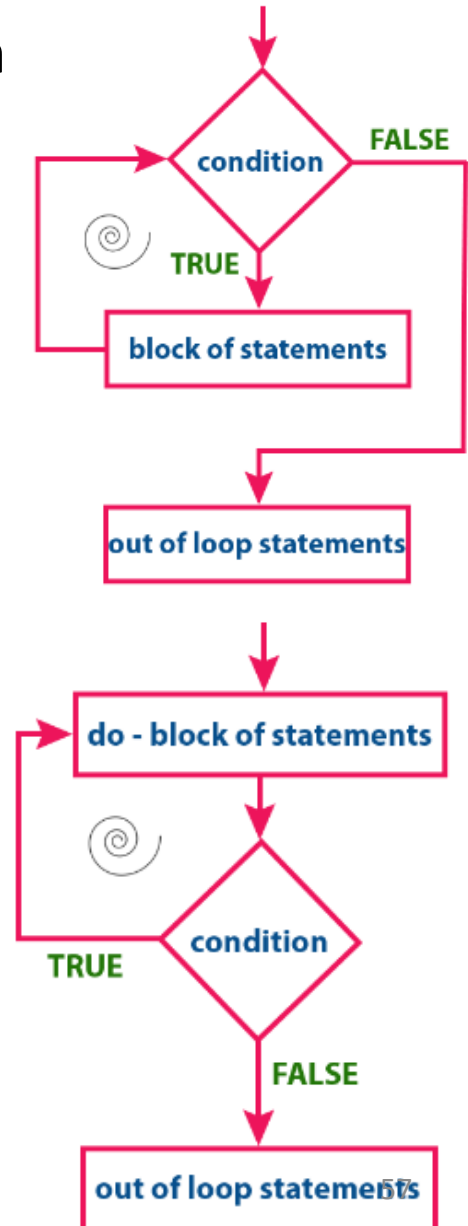 condition
FALSE
TRUE
block of statements
out of loop statements
do - block of statements
condition
TRUE
FALSE
out of loop statements
57